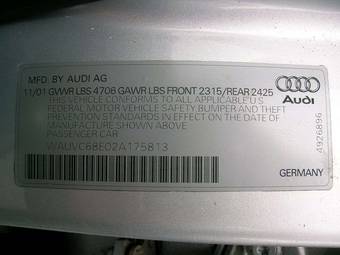 MFD. BY AUDI AG
11/01 GVWR LBS 4706 GAWR LBS FRONT 2315/REAR 2425
THIS VEHICLE CONFORMS TO ALL APPLICABLE
FEDERAL MOTOR VEHICLE SAFETY,BUMPER AND THEFT
STANDARDS IN EFFECT ON THE DATE OF
MANUFACTURE SHOWN ABOVE
PASSENGER CAR
WAUVC68E02A175813
Audi
4926896
GERMANY